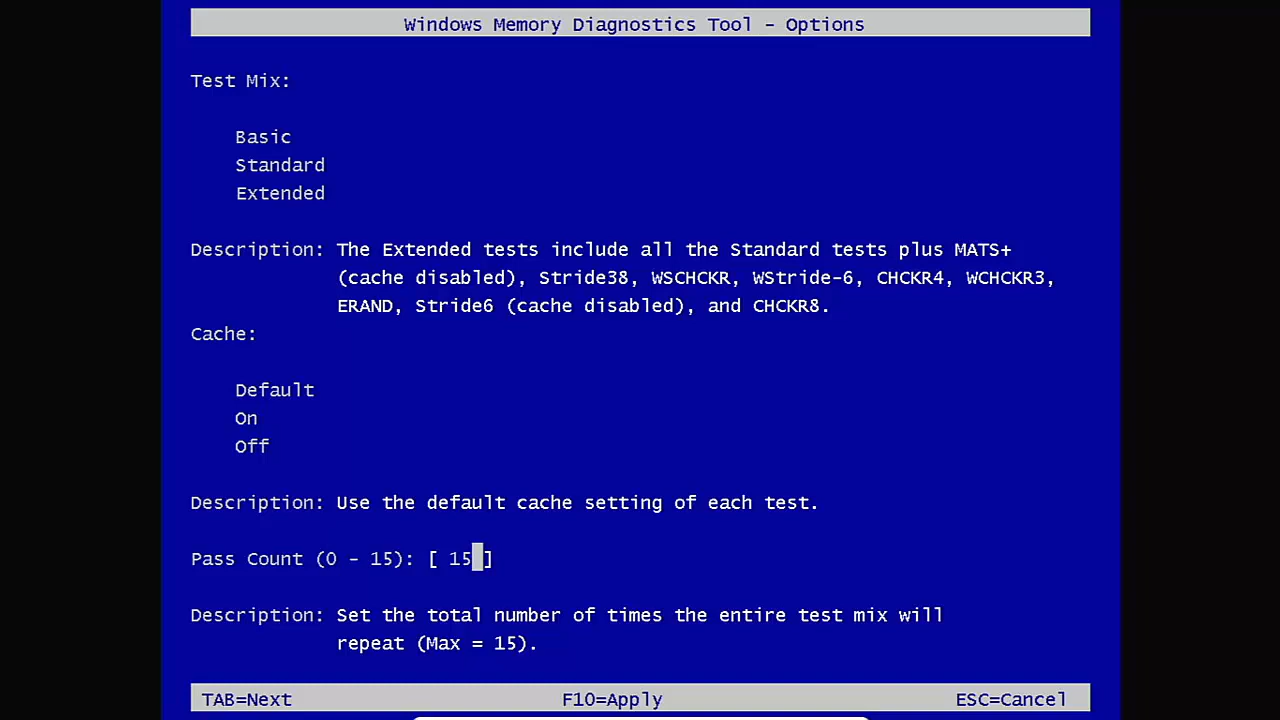 Windows Memory Diagnostics Tool - Options
Test Mix:
Basic
Standard
Extended
Description: The Extended tests include all the Standard tests plus MATS+
(cache disabled), Stride38, WSCHCKR, WStride-6, CHCKR4, WCHCKR3,
ERAND, Stride6 (cache disabled), and CHCKR8.
Cache:
Default
On
Off
Description: Use the default cache setting of each test.
Pass Count (0 - 15): [ 15 ]
Description: Set the total number of times the entire test mix will
repeat (Max = 15).
TAB=Next F10=Apply ESC=Cancel